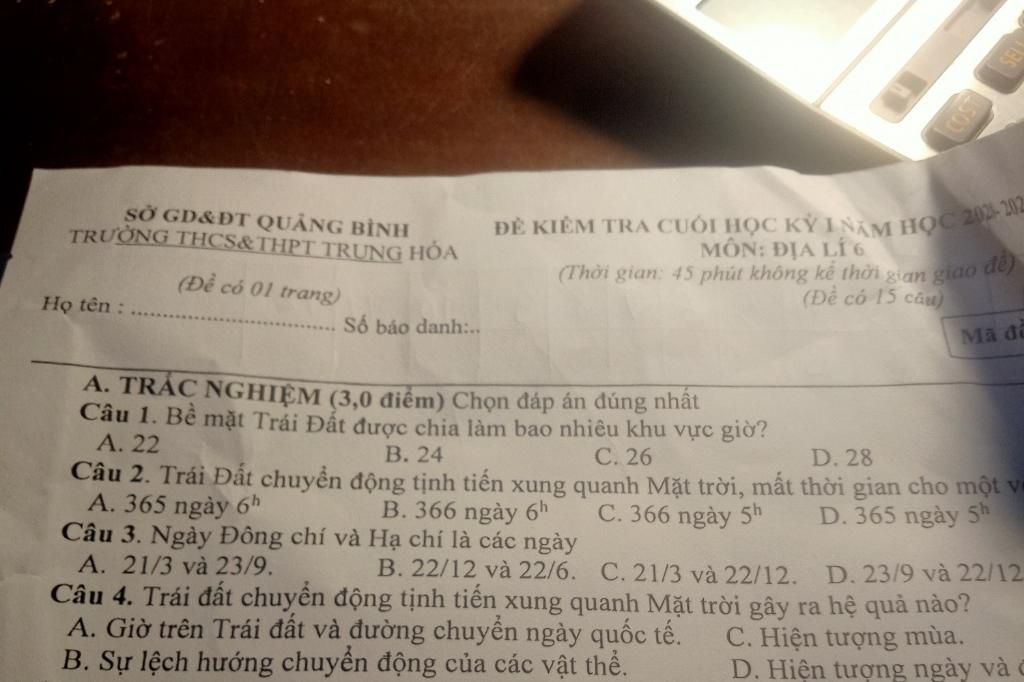 SỞ GD&ĐT QUẢNG BÌNH
TRƯỜNG THCS&THPT TRUNG HÓA
(Đề có 01 trang)
ĐỀ KIỂM TRA CUỐI HỌC KỲ I NĂM HỌC
MÔN: ĐỊA LÍ 6
(Thời gian: 45 phút không kể thời gian giao đề)
(Đề có 15 câu)
Họ tên : .................................. Số báo danh:..
Mã đề
A. TRẮC NGHIỆM (3,0 điểm) Chọn đáp án đúng nhất
Câu 1. Bề mặt Trái Đất được chia làm bao nhiêu khu vực giờ?
A. 22 B. 24 C. 26 D. 28
Câu 2. Trái Đất chuyển động tịnh tiến xung quanh Mặt trời, mất thời gian cho một
A. 365 ngày 6h B. 366 ngày 6h C. 366 ngày 5h D. 365 ngày 5h
Câu 3. Ngày Đông chí và Hạ chí là các ngày
A. 21/3 và 23/9. B. 22/12 và 22/6. C. 21/3 và 22/12. D. 23/9 và 22/12
Câu 4. Trái đất chuyển động tịnh tiến xung quanh Mặt trời gây ra hệ quả nào?
A. Giờ trên Trái đất và đường chuyển ngày quốc tế. C. Hiện tượng mùa.
B. Sự lệch hướng chuyển động của các vật thể. D. Hiện tượng ngày và
COST
SELL